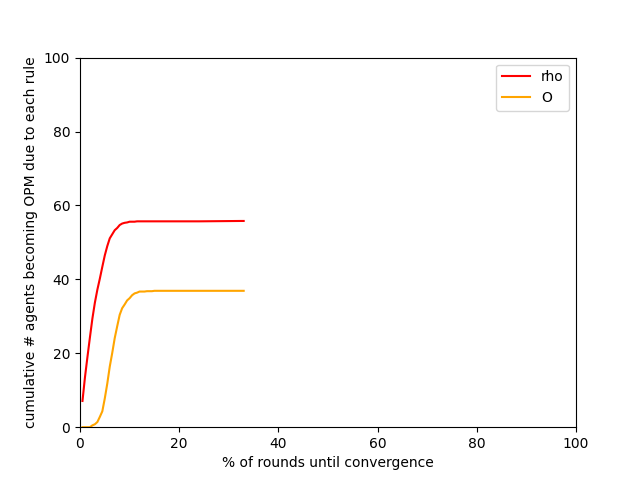 cumulative # agents becoming OPM due to each rule
100
80
60
40
20
0
rho
O
0 20 40 60 80 100
% of rounds until convergence